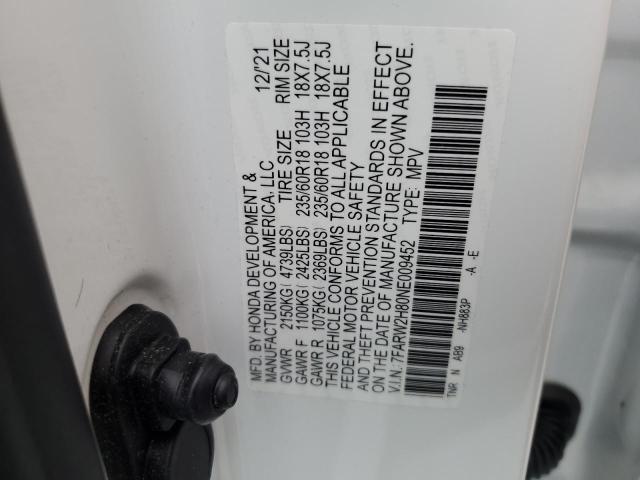 MFD. BY HONDA DEVELOPMENT & 12/'21
MANUFACTURING OF AMERICA, LLC
GVWR 2150KG( 4739LBS) TIRE SIZE RIM SIZE
GAWR F 1100KG( 2425LBS) 235/60R18 103H 18X7.5J
GAWR R 1075KG( 2369LBS) 235/60R18 103H 18X7.5J
THIS VEHICLE CONFORMS TO ALL APPLICABLE
FEDERAL MOTOR VEHICLE SAFETY
AND THEFT PREVENTION STANDARDS IN EFFECT
ON THE DATE OF MANUFACTURE SHOWN ABOVE.
V.I.N.: 7FARW2H80NE009452 TYPE: MPV
TNR N AB9 -NH883P -A -E